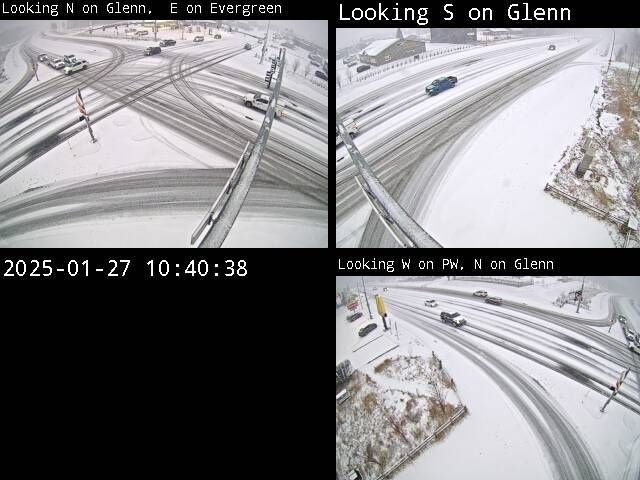 Looking N on Glenn,  E on Evergreen
Looking S on Glenn
2025-01-27 10:40:38
Looking W on PW, N on Glenn